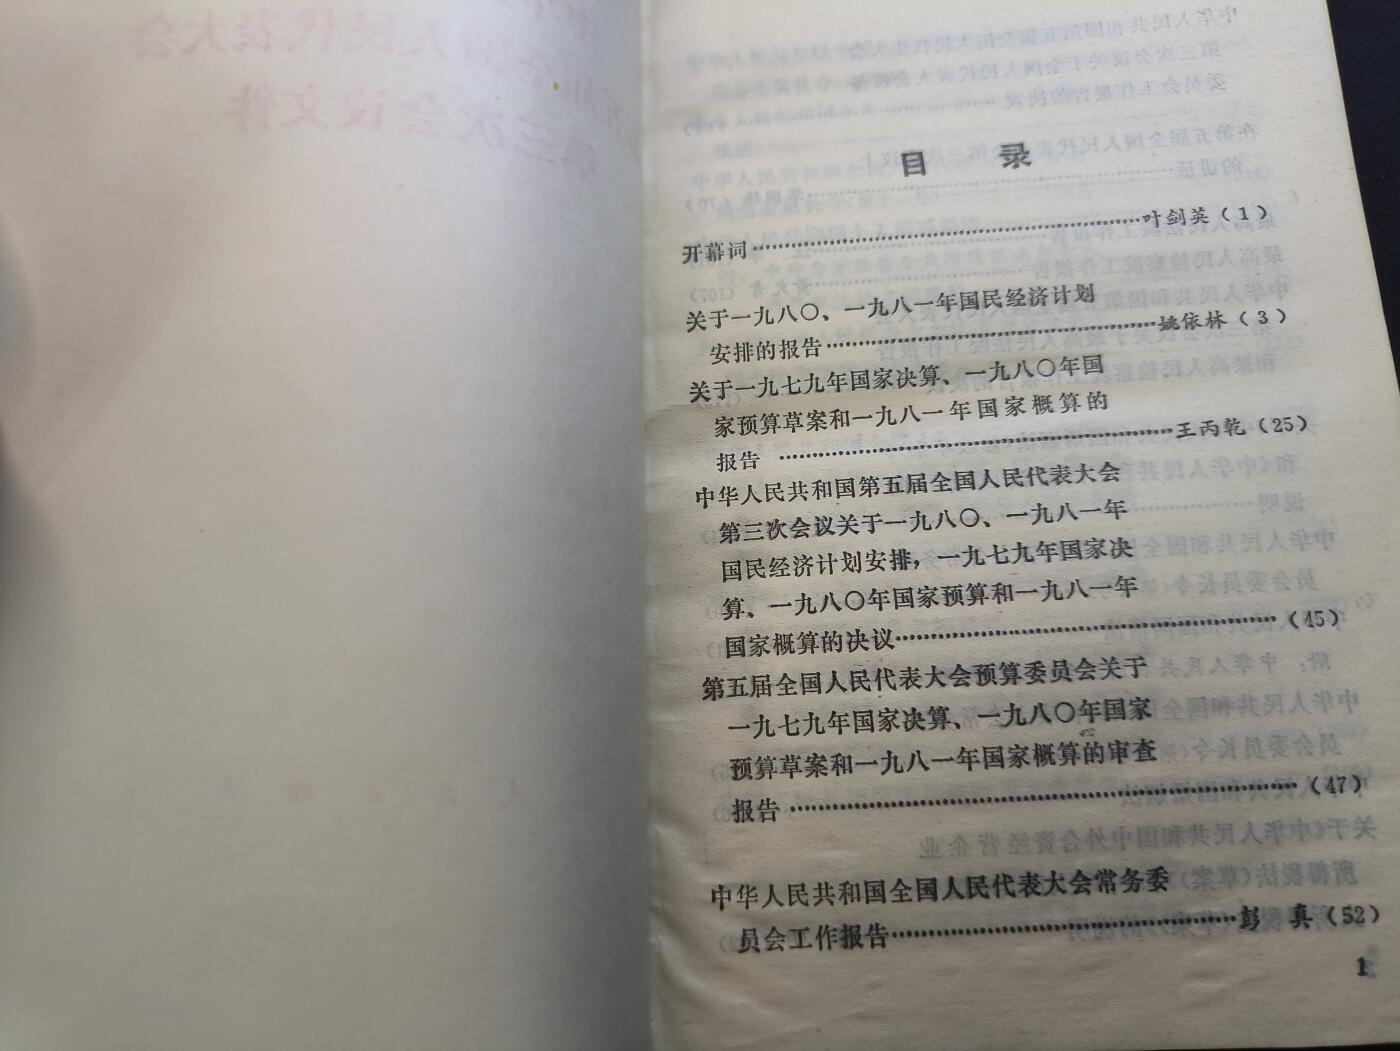 目 录
开幕词……………………………………叶剑英(1)
关于一九八〇、一九八一年国民经济计划
安排的报告……………………………姚依林(3)
关于一九七九年国家决算、一九八〇年国
家预算草案和一九八一年国家概算的
报告……………………………………王丙乾(25)
中华人民共和国第五届全国人民代表大会
第三次会议关于一九八〇、一九八一年
国民经济计划安排，一九七九年国家决
算、一九八〇年国家预算和一九八一年
国家概算的决议…………………………(45)
第五届全国人民代表大会预算委员会关于
一九七九年国家决算、一九八〇年国家
预算草案和一九八一年国家概算的审查
报告………………………………………(47)
中华人民共和国全国人民代表大会常务委
员会工作报告……………………………彭 真(52)
1